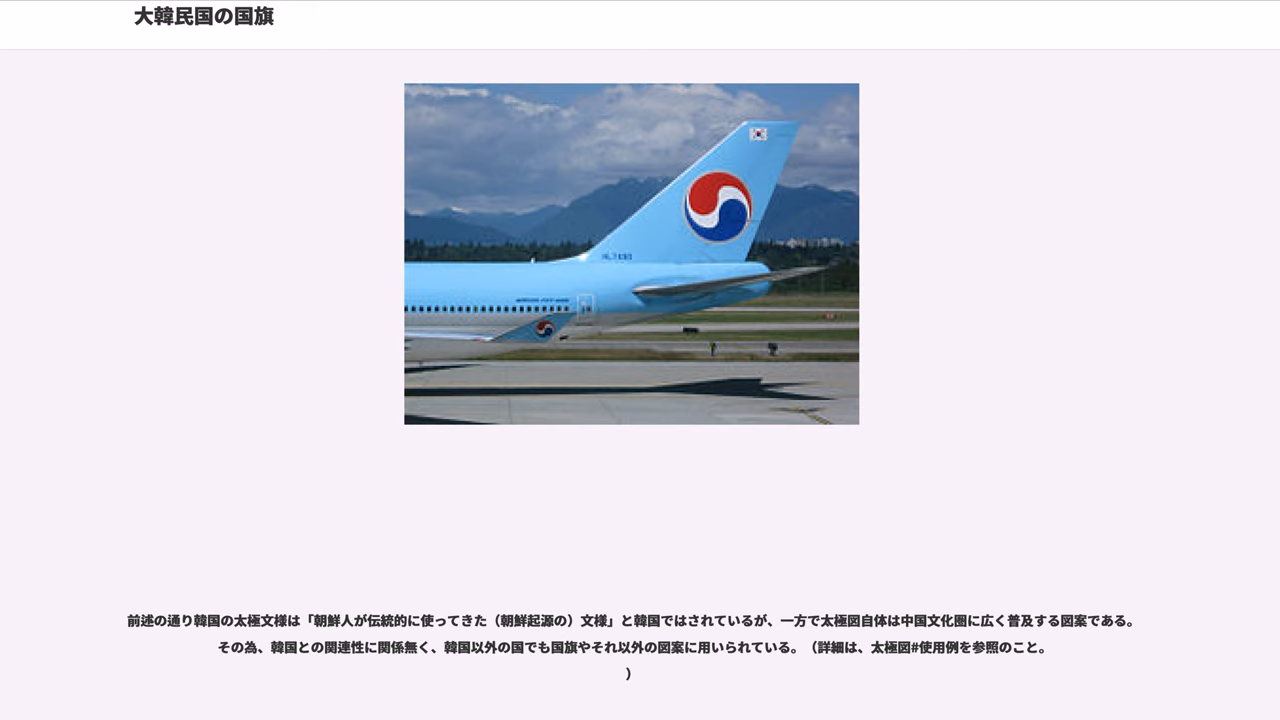 大韓民国の国旗
前述の通り韓国の太極文様は「朝鮮人が伝統的に使ってきた（朝鮮起源の）文様」と韓国ではされているが、一方で太極図自体は中国文化圏に広く普及する図案である。
その為、韓国との関連性に関係無く、韓国以外の国でも国旗やそれ以外の図案に用いられている。（詳細は、太極図#使用例を参照のこと。
）